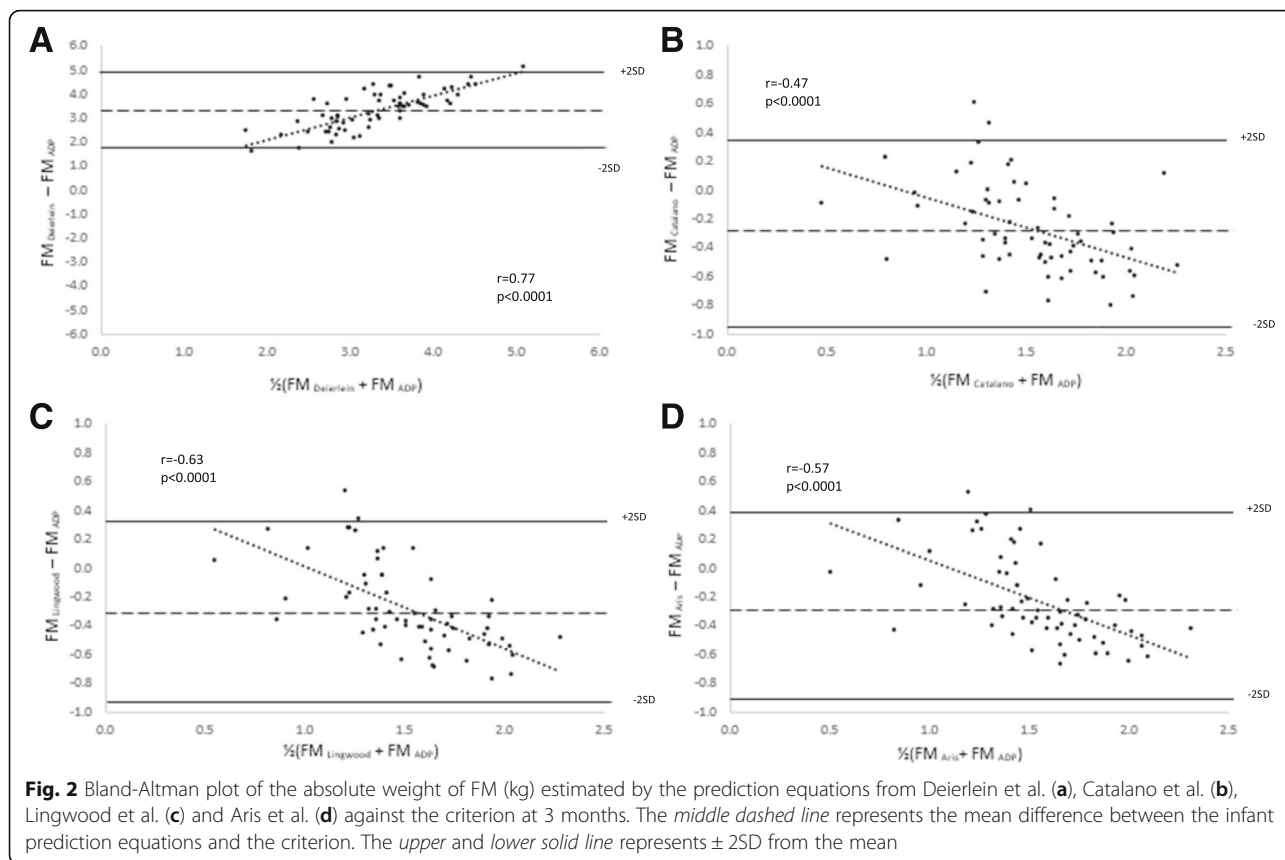 A
6.0
5.0
4.0
3.0
2.0
1.0
0.0
-1.0
-2.0
-3.0
-4.0
-5.0
-6.0
FM Deierlein – FM ADP
+2SD
-2SD
r=0.77
p<0.0001
0.0 1.0 2.0 3.0 4.0 5.0 6.0
½(FM Deierlein + FM ADP)
B
1.0
0.8
0.6
0.4
0.2
0.0
-0.2
-0.4
-0.6
-0.8
-1.0
FM Catalano – FM ADP
r=-0.47
p<0.0001
+2SD
-2SD
0.0 0.5 1.0 1.5 2.0 2.5
½(FM Catalano + FM ADP)
C
1.0
0.8
0.6
0.4
0.2
0.0
-0.2
-0.4
-0.6
-0.8
-1.0
FM Lingwood – FM ADP
r=-0.63
p<0.0001
+2SD
-2SD
0.0 0.5 1.0 1.5 2.0 2.5
½(FM Lingwood + FM ADP)
D
1.0
0.8
0.6
0.4
0.2
0.0
-0.2
-0.4
-0.6
-0.8
-1.0
FM Aris – FM ADP
r=-0.57
p<0.0001
+2SD
-2SD
0.0 0.5 1.0 1.5 2.0 2.5
½(FM Aris+ FM ADP)
Fig. 2 Bland-Altman plot of the absolute weight of FM (kg) estimated by the prediction equations from Deierlein et al. (a), Catalano et al. (b),
Lingwood et al. (c) and Aris et al. (d) against the criterion at 3 months. The middle dashed line represents the mean difference between the infant
prediction equations and the criterion. The upper and lower solid line represents ± 2SD from the mean